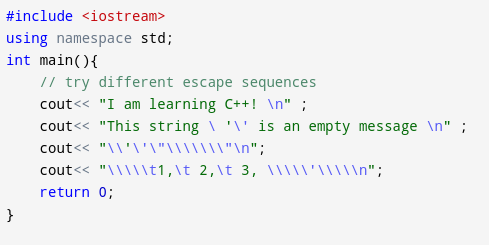 #include <iostream>
using namespace std;
int main(){
    // try different escape sequences
    cout<< "I am learning C++! \n" ;
    cout<< "This string \ '\' is an empty message \n" ;
    cout<< "\\'\'\"\\\\\\\"\n";
    cout<< "\\\\\t1,\t 2,\t 3, \\\\\'\\\\\n";
    return 0;
}